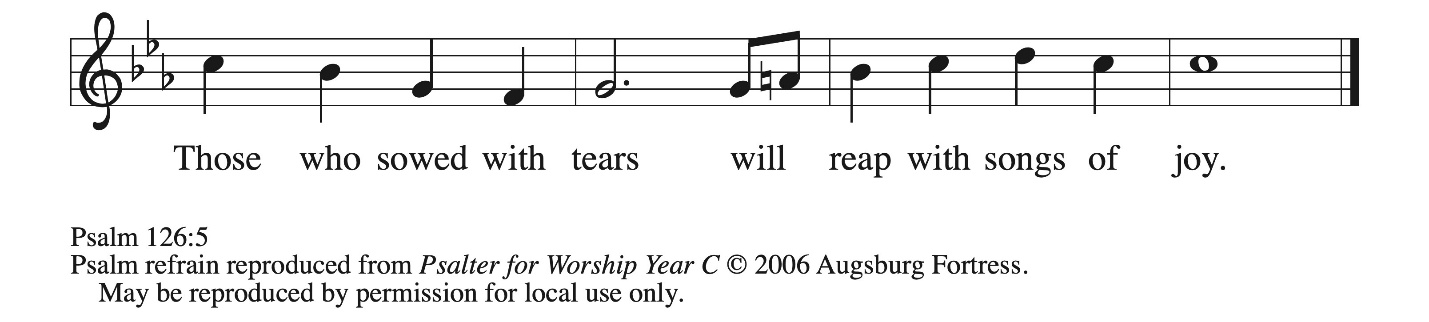 Those who sowed with tears will reap with songs of joy.
Psalm 126:5
Psalm refrain reproduced from Psalter for Worship Year C © 2006 Augsburg Fortress.
May be reproduced by permission for local use only.